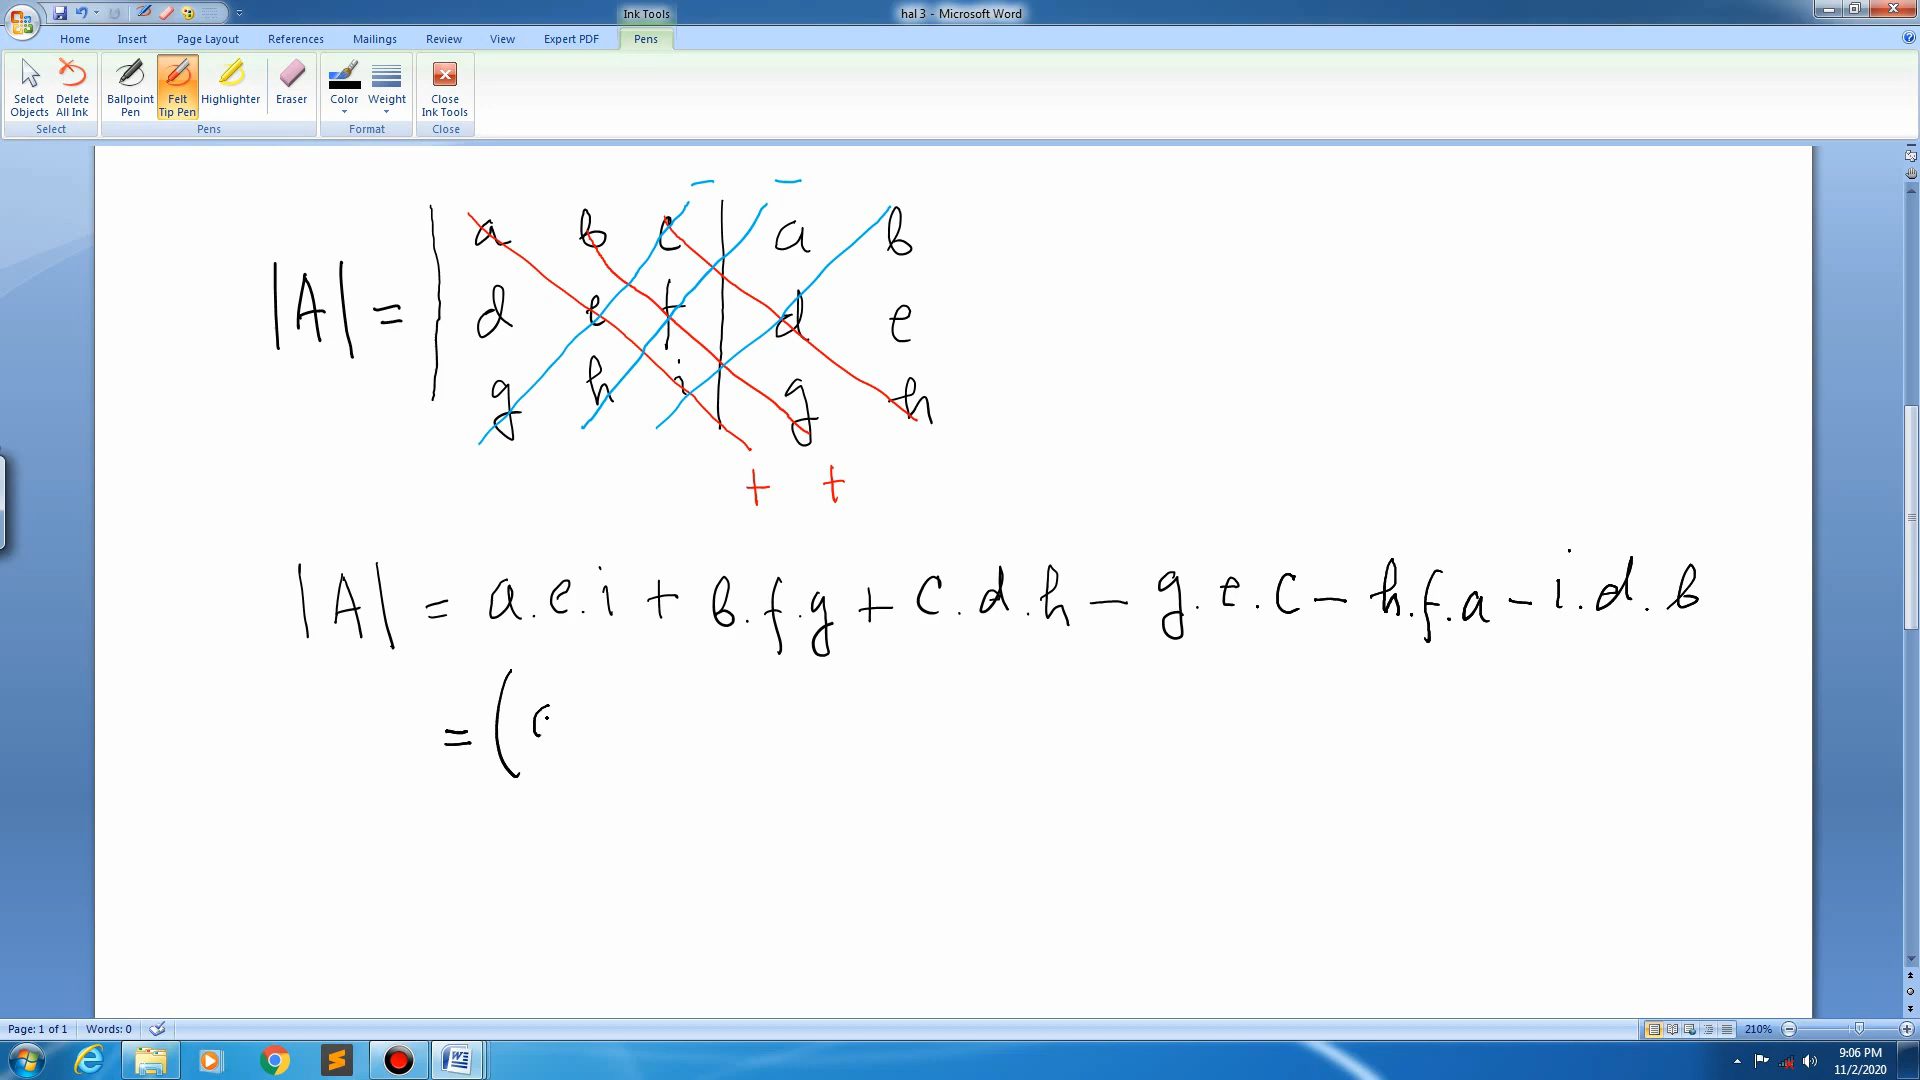 Ink Tools
hal 3 - Microsoft Word
Home Insert Page Layout References Mailings Review View Expert PDF Pens
Select Objects
Delete All Ink
Ballpoint Pen
Felt Tip Pen
Highlighter
Eraser
Color
Weight
Close Ink Tools
Select Pens Format Close
− −
a b c | a b
|A| = | d e f | d e
g h i | g h
+ +
|A| = a.e.i + b.f.g + c.d.h − g.e.c − h.f.a − i.d.b
= (
Page: 1 of 1 Words: 0 210%
9:06 PM
11/2/2020